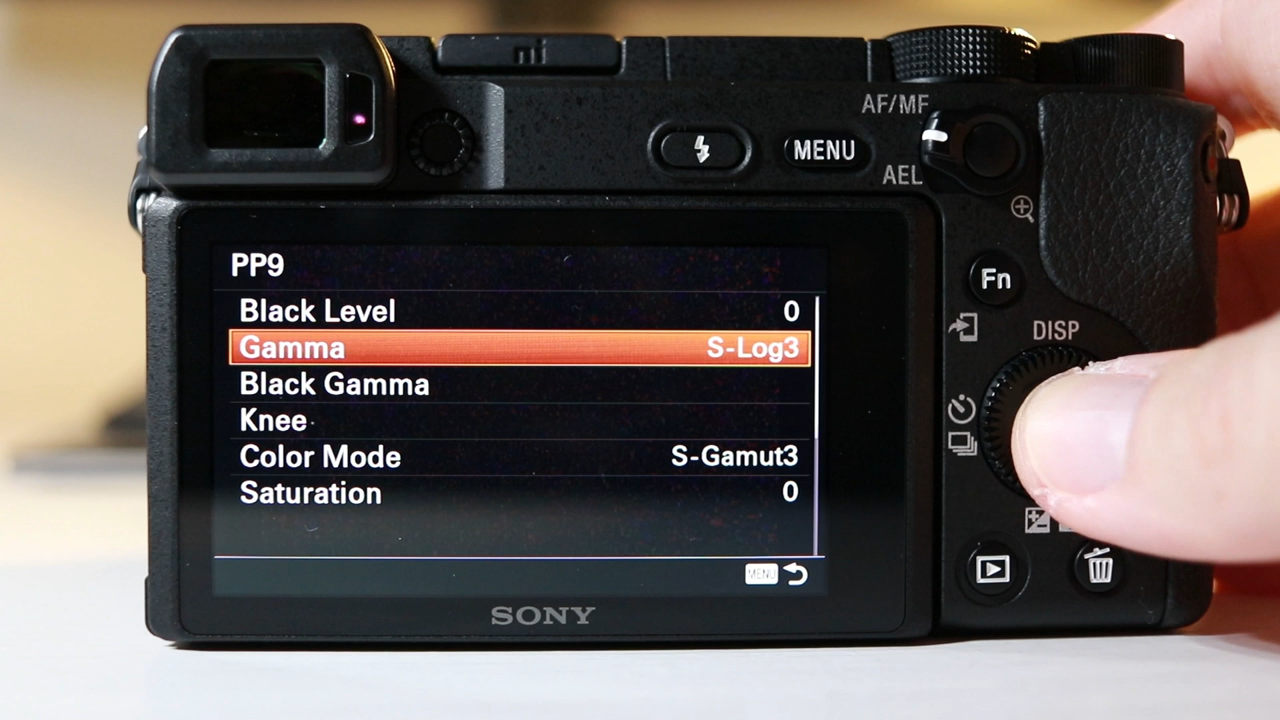 AF/MF
MENU
AEL
PP9
Black Level 0
Gamma S-Log3
Black Gamma
Knee
Color Mode S-Gamut3
Saturation 0
MENU
Fn
DISP
SONY